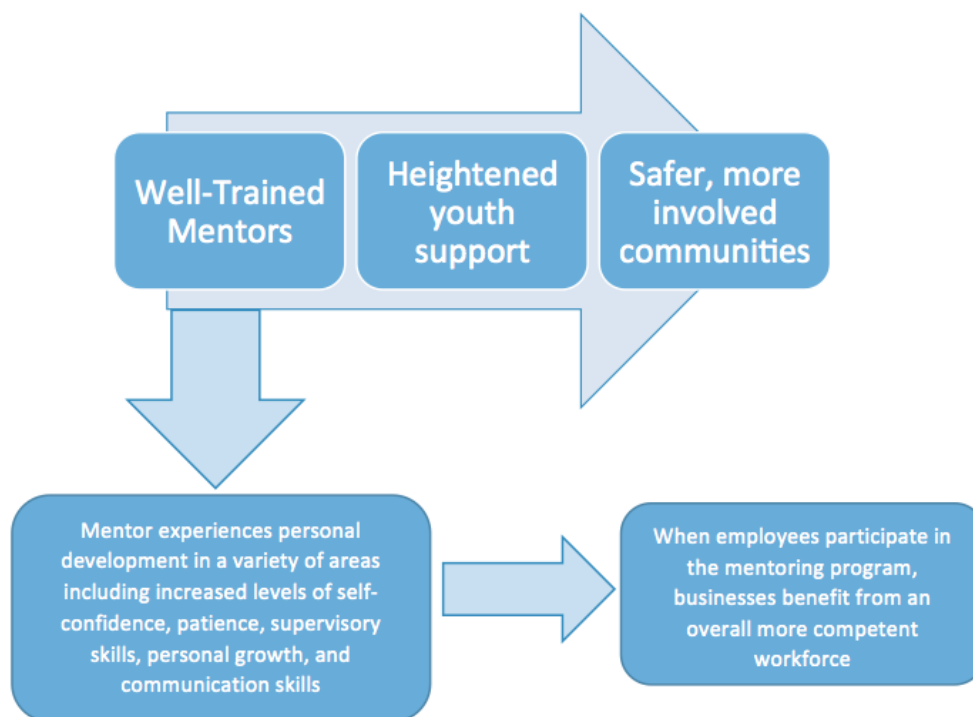 Well-Trained
Mentors
Heightened
youth
support
Safer, more
involved
communities
Mentor experiences personal
development in a variety of areas
including increased levels of self-
confidence, patience, supervisory
skills, personal growth, and
communication skills
When employees participate in
the mentoring program,
businesses benefit from an
overall more competent
workforce